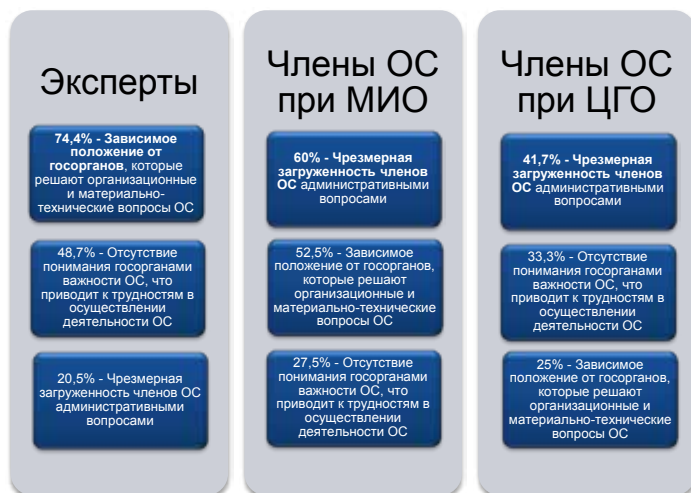 Эксперты
74,4% - Зависимое
положение от
госорганов, которые
решают организационные
и материально-
технические вопросы ОС
48,7% - Отсутствие
понимания госорганами
важности ОС, что
приводит к трудностям в
осуществлении
деятельности ОС
20,5% - Чрезмерная
загруженность членов ОС
административными
вопросами
Члены ОС
при МИО
60% - Чрезмерная
загруженность членов
ОС административными
вопросами
52,5% - Зависимое
положение от госорганов,
которые решают
организационные и
материально-технические
вопросы ОС
27,5% - Отсутствие
понимания госорганами
важности ОС, что
приводит к трудностям в
осуществлении
деятельности ОС
Члены ОС
при ЦГО
41,7% - Чрезмерная
загруженность членов
ОС административными
вопросами
33,3% - Отсутствие
понимания госорганами
важности ОС, что
приводит к трудностям в
осуществлении
деятельности ОС
25% - Зависимое
положение от госорганов,
которые решают
организационные и
материально-технические
вопросы ОС